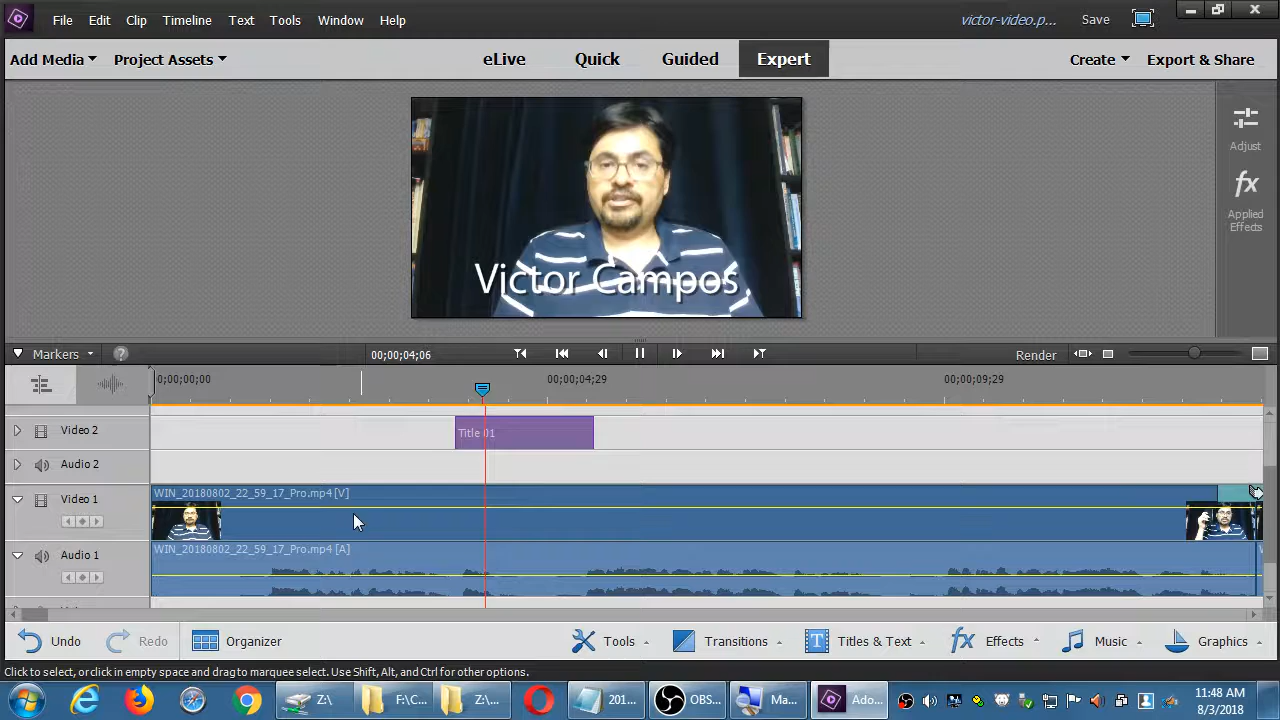 File Edit Clip Timeline Text Tools Window Help
victor-video.p... Save
Add Media Project Assets
eLive Quick Guided Expert
Create Export & Share
Adjust
fx
Applied
Effects
Victor Campos
Markers ? 00;00;04;06 Render
0;00;00;00 00;00;04;29 00;00;09;29
Video 2
Title 01
Audio 2
Video 1
WIN_20180802_22_59_17_Pro.mp4 [V]
Audio 1
WIN_20180802_22_59_17_Pro.mp4 [A]
Undo Redo Organizer Tools Transitions T Titles & Text fx Effects Music Graphics
Click to select, orclick in empty space and drag to marquee select. Use Shift, Alt, and Ctrl for other options.
Z:\ F:\C... Z:\... 201... OBS... Ma... Ado...
11:48 AM
8/3/2018